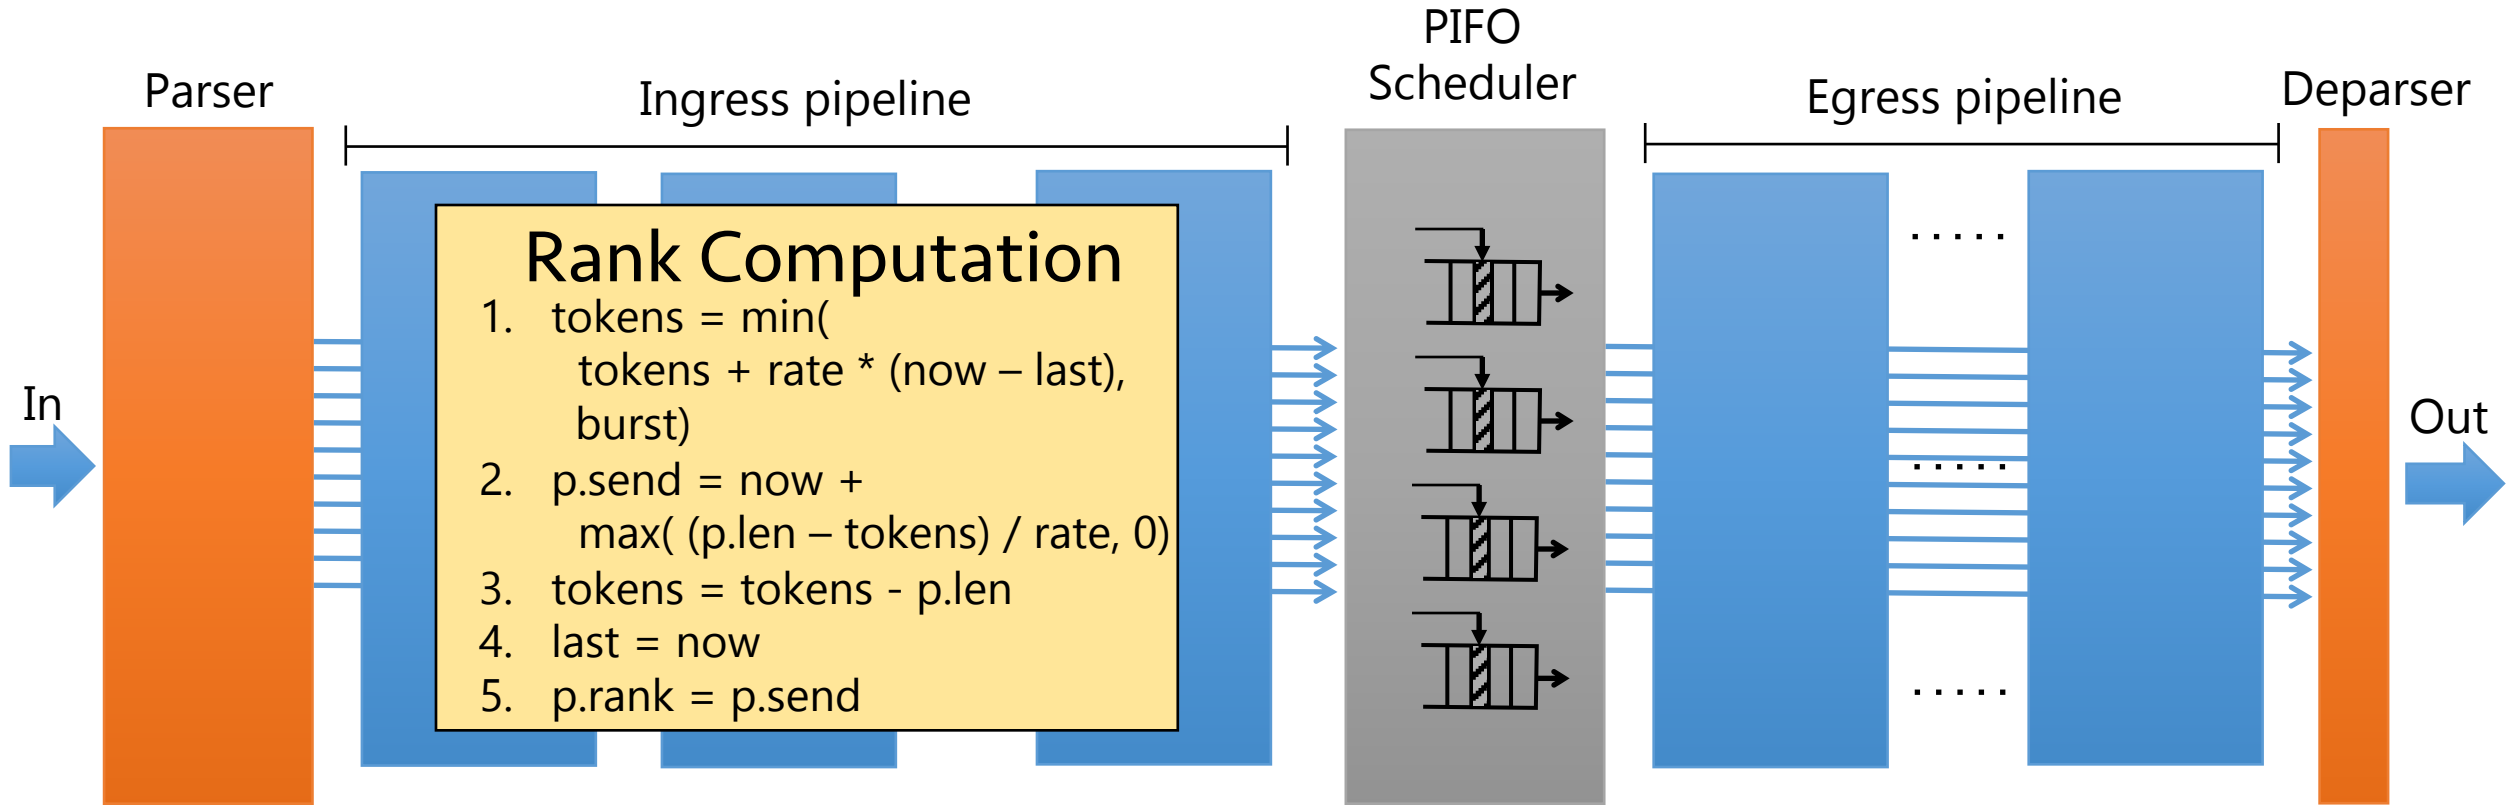 Parser
Ingress pipeline
PIFO
Scheduler
Egress pipeline
Deparser
In
Rank Computation
1. tokens = min(
tokens + rate * (now – last),
burst)
2. p.send = now +
max( (p.len – tokens) / rate, 0)
3. tokens = tokens - p.len
4. last = now
5. p.rank = p.send
.....
.....
.....
Out